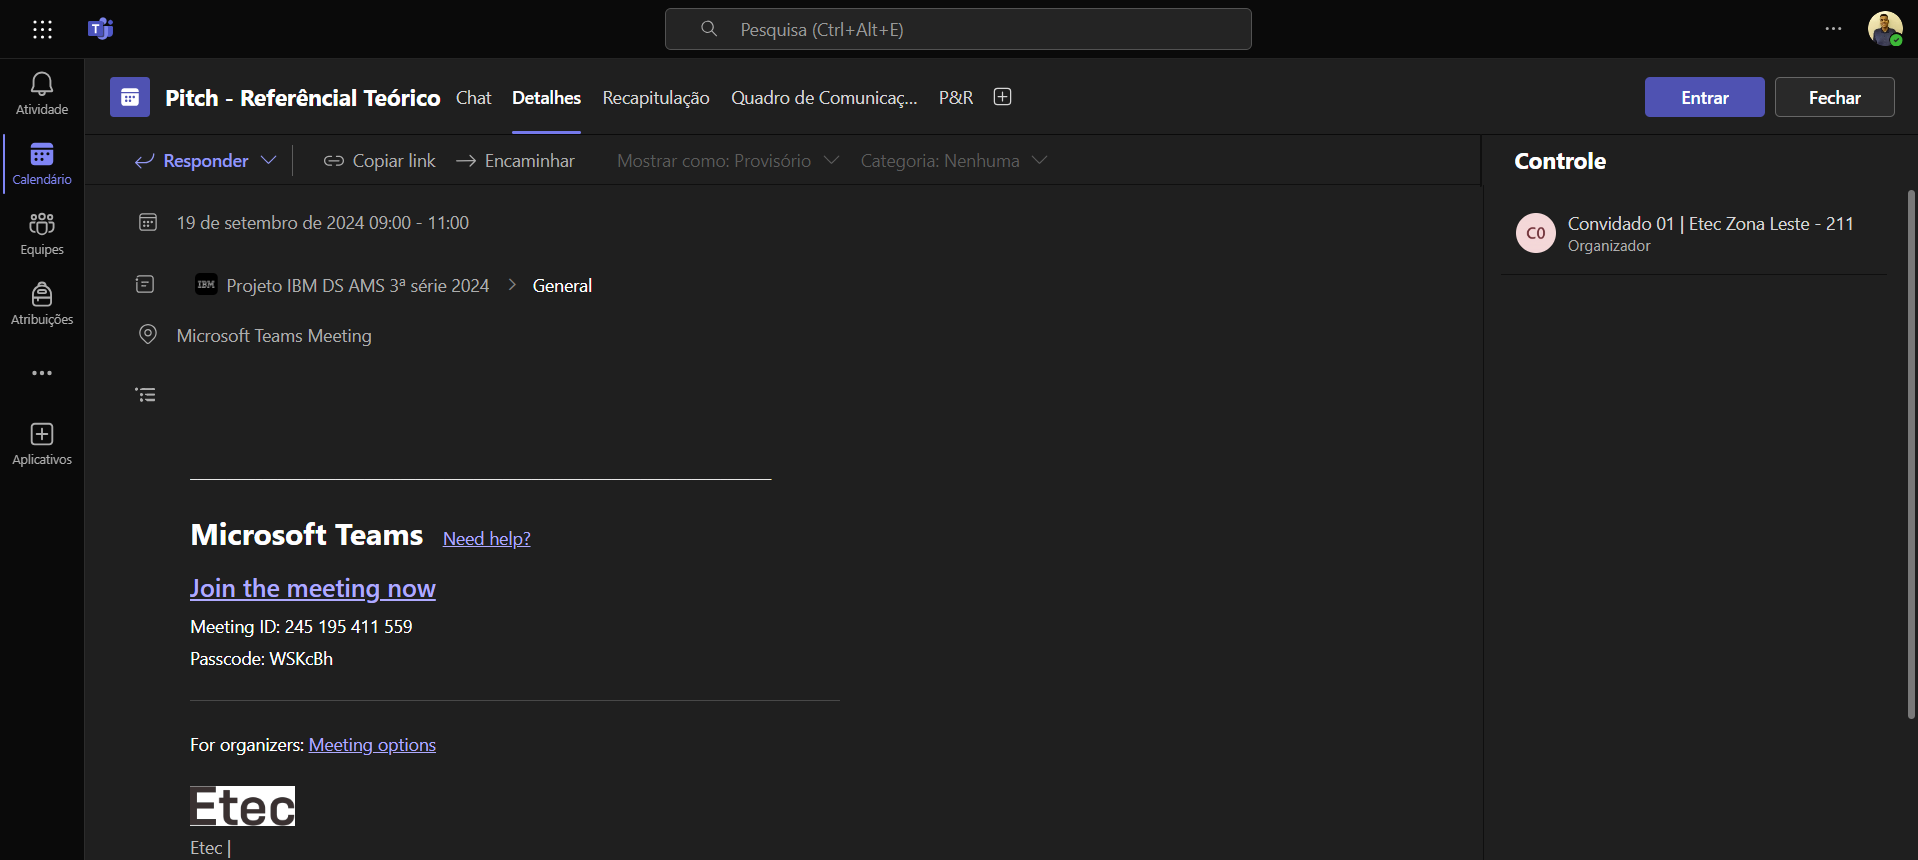 Pesquisa (Ctrl+Alt+E)
Atividade
Calendário
Equipes
Atribuições
Aplicativos
Pitch - Referêncial Teórico Chat Detalhes Recapitulação Quadro de Comunicaç... P&R
Entrar Fechar
Responder Copiar link Encaminhar Mostrar como: Provisório Categoria: Nenhuma
19 de setembro de 2024 09:00 - 11:00
IBM Projeto IBM DS AMS 3ª série 2024 > General
Microsoft Teams Meeting
Microsoft Teams Need help?
Join the meeting now
Meeting ID: 245 195 411 559
Passcode: WSKcBh
For organizers: Meeting options
Etec
Etec |
Controle
C0 Convidado 01 | Etec Zona Leste - 211
Organizador